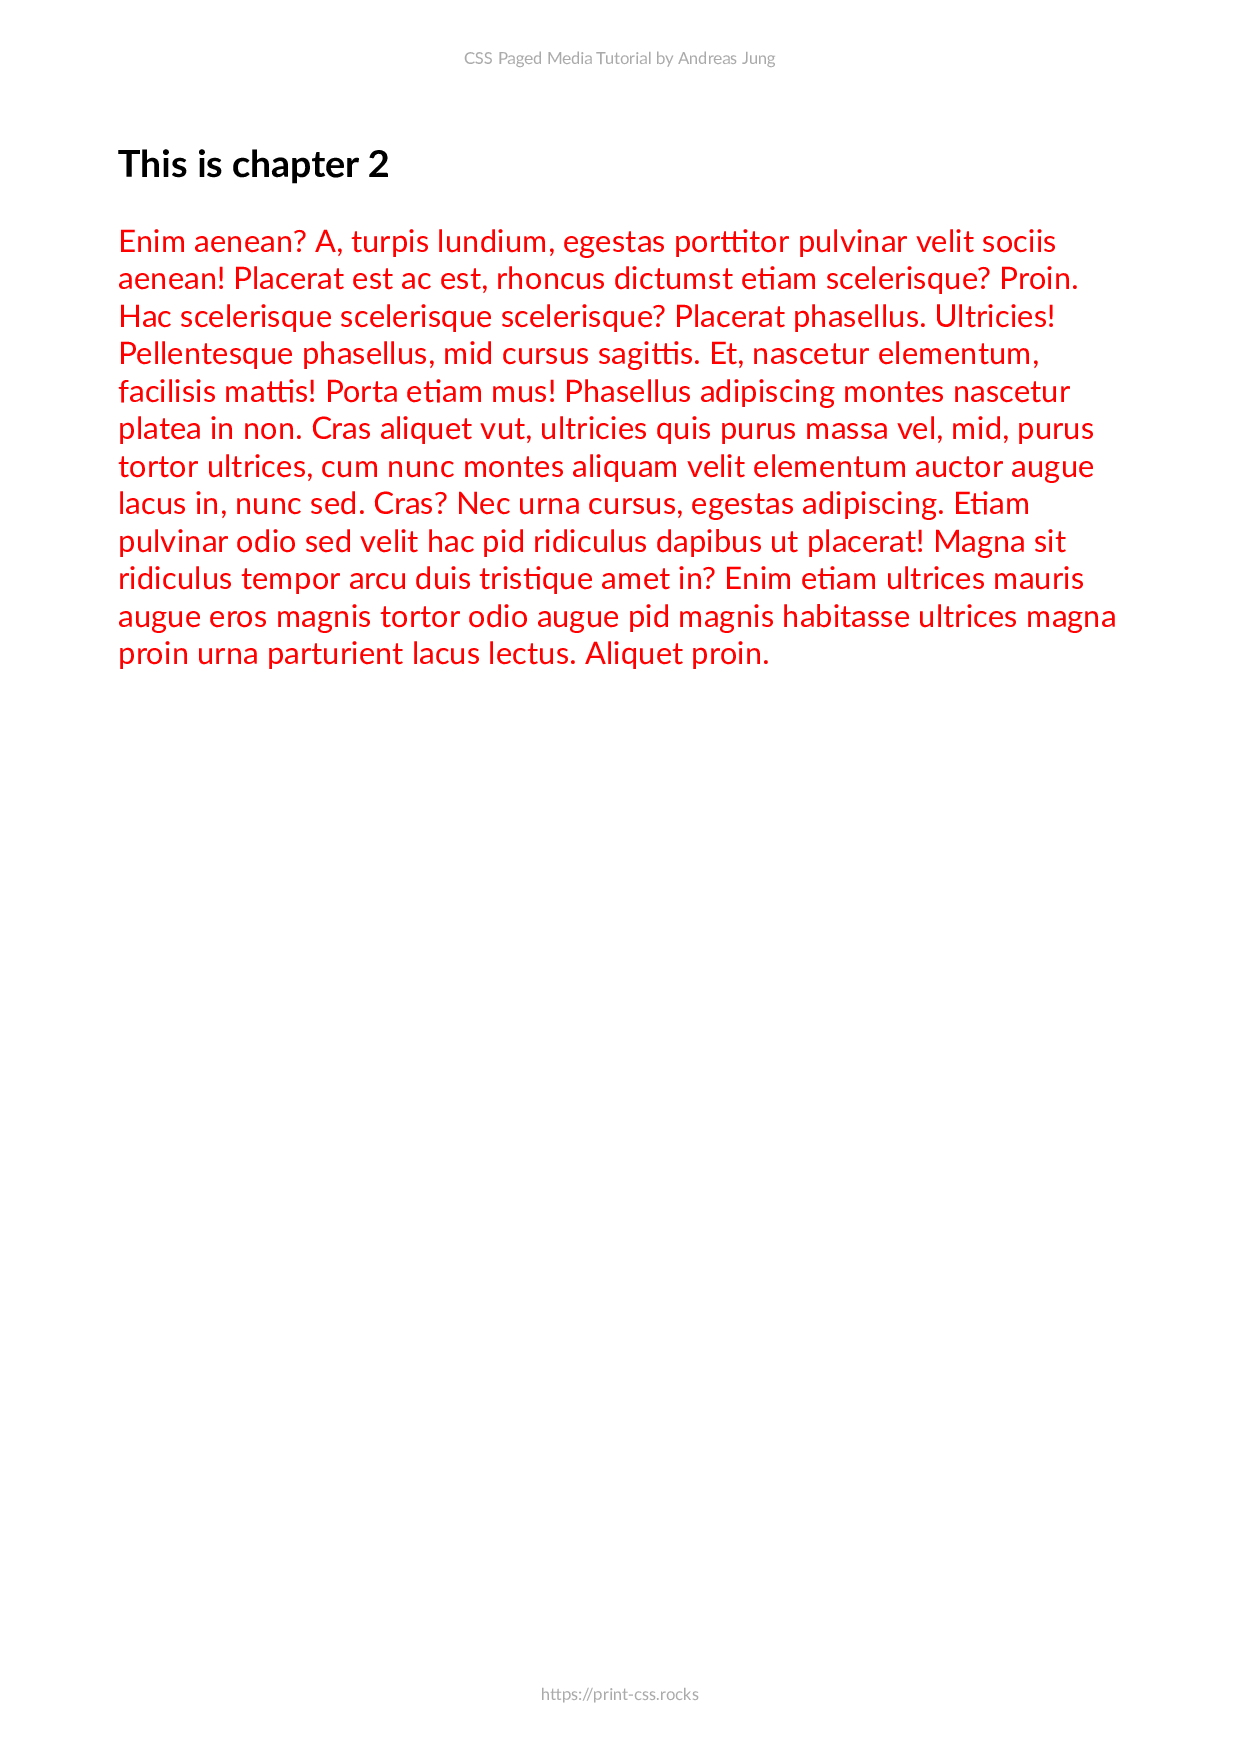 CSS Paged Media Tutorial by Andreas Jung
This is chapter 2
Enim aenean? A, turpis lundium, egestas porttitor pulvinar velit sociis
aenean! Placerat est ac est, rhoncus dictumst etiam scelerisque? Proin.
Hac scelerisque scelerisque scelerisque? Placerat phasellus. Ultricies!
Pellentesque phasellus, mid cursus sagittis. Et, nascetur elementum,
facilisis mattis! Porta etiam mus! Phasellus adipiscing montes nascetur
platea in non. Cras aliquet vut, ultricies quis purus massa vel, mid, purus
tortor ultrices, cum nunc montes aliquam velit elementum auctor augue
lacus in, nunc sed. Cras? Nec urna cursus, egestas adipiscing. Etiam
pulvinar odio sed velit hac pid ridiculus dapibus ut placerat! Magna sit
ridiculus tempor arcu duis tristique amet in? Enim etiam ultrices mauris
augue eros magnis tortor odio augue pid magnis habitasse ultrices magna
proin urna parturient lacus lectus. Aliquet proin.
https://print-css.rocks